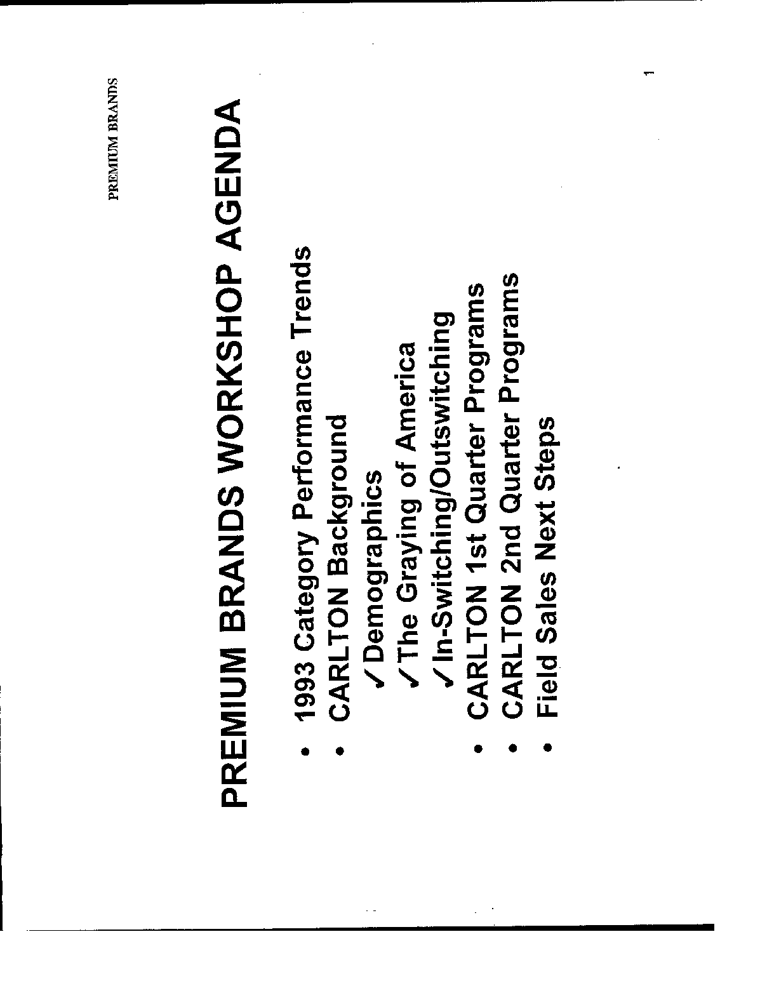 PREMIUM BRANDS
PREMIUM BRANDS WORKSHOP AGENDA
• 1993 Category Performance Trends
• CARLTON Background
✓Demographics
✓The Graying of America
✓In-Switching/Outswitching
• CARLTON 1st Quarter Programs
• CARLTON 2nd Quarter Programs
• Field Sales Next Steps
1